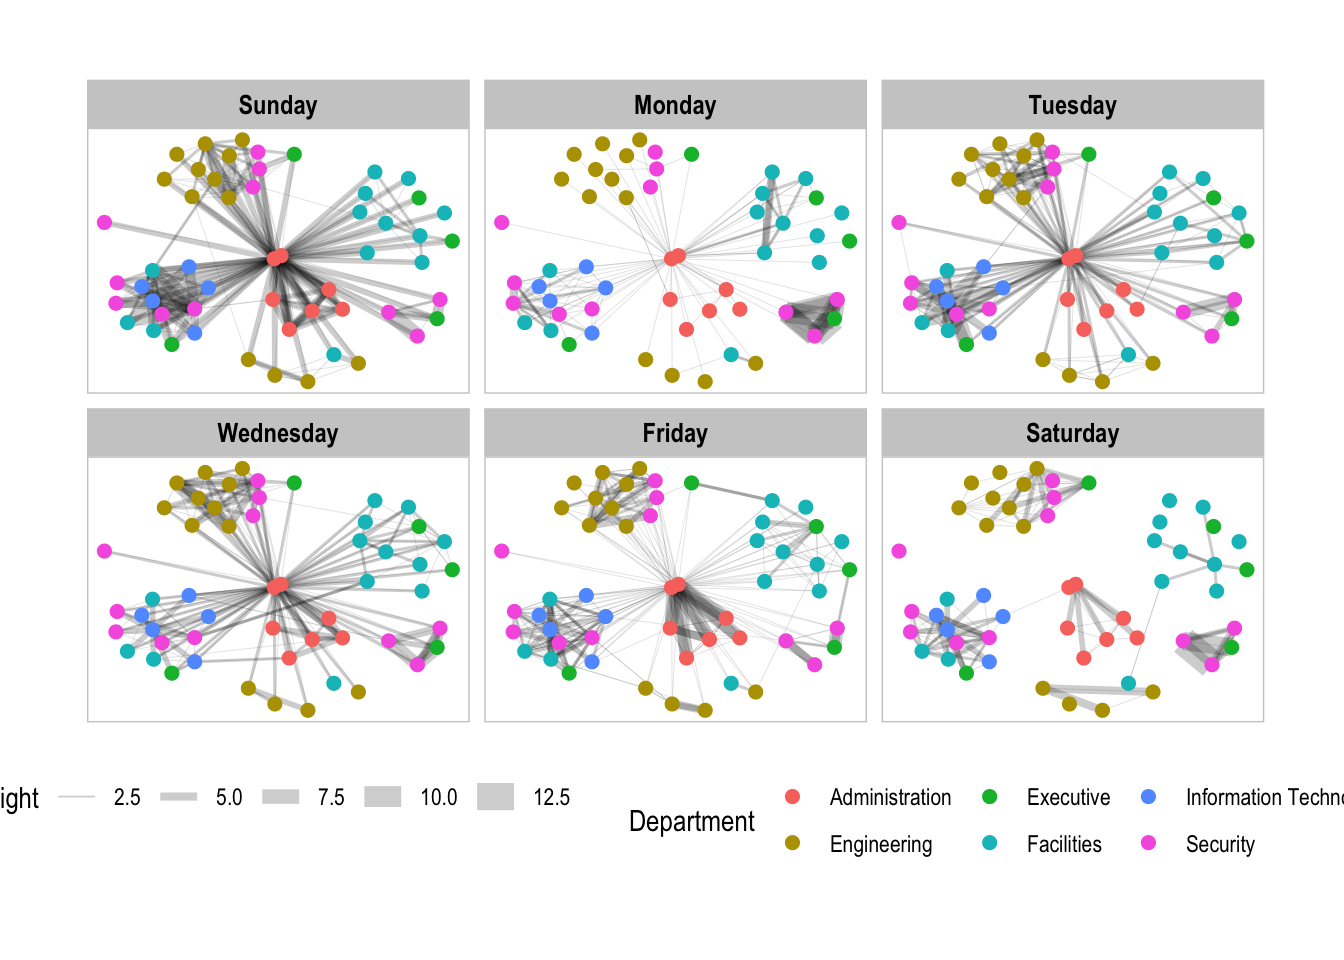 Sunday Monday Tuesday
Wednesday Friday Saturday
ight 2.5 5.0 7.5 10.0 12.5
Department
Administration Executive Information Techno
Engineering Facilities Security